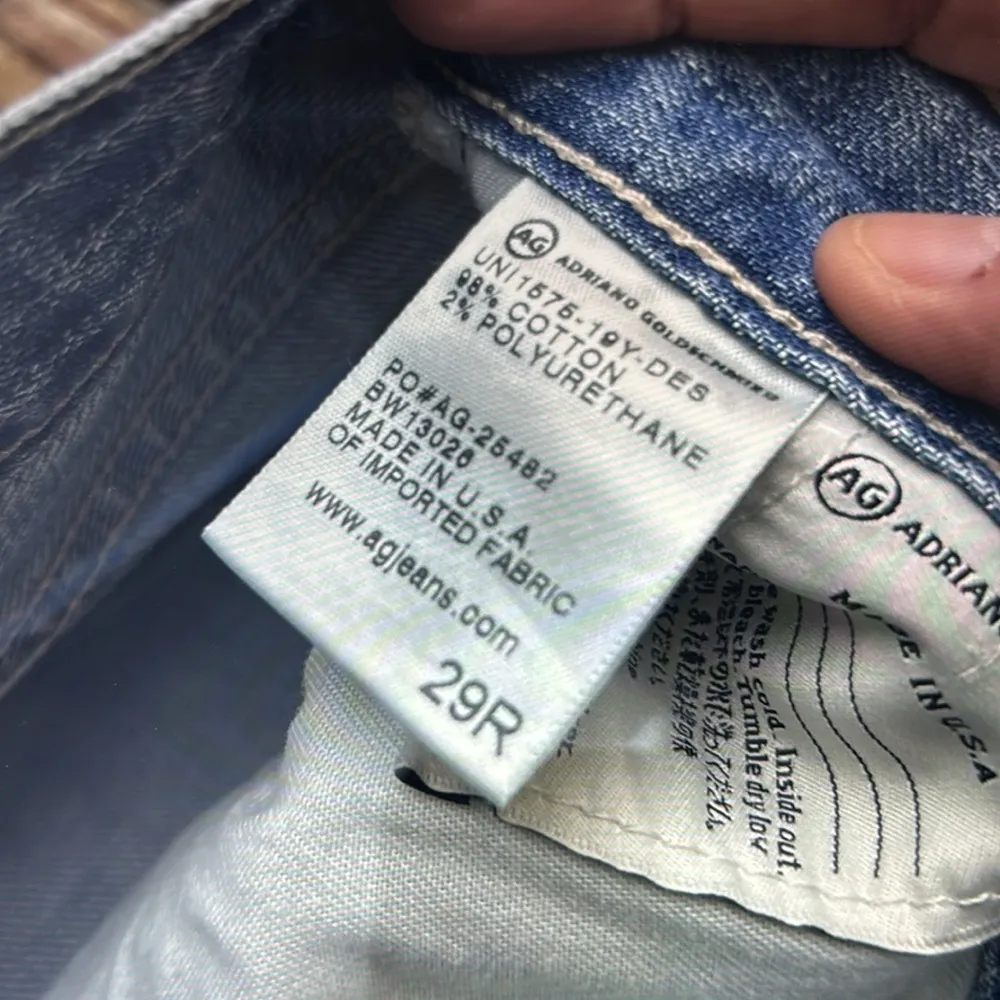 AG ADRIANO GOLDSCHMIED
UNI1575-19Y-DES
98% COTTON
2% POLYURETHANE
PO#AG-25482
BW13026
MADE IN U.S.A.
OF IMPORTED FABRIC
www.agjeans.com
29R
AG ADRIAN
MADE IN U.S.A
wash cold. Inside out.
bleach. Tumble dry low